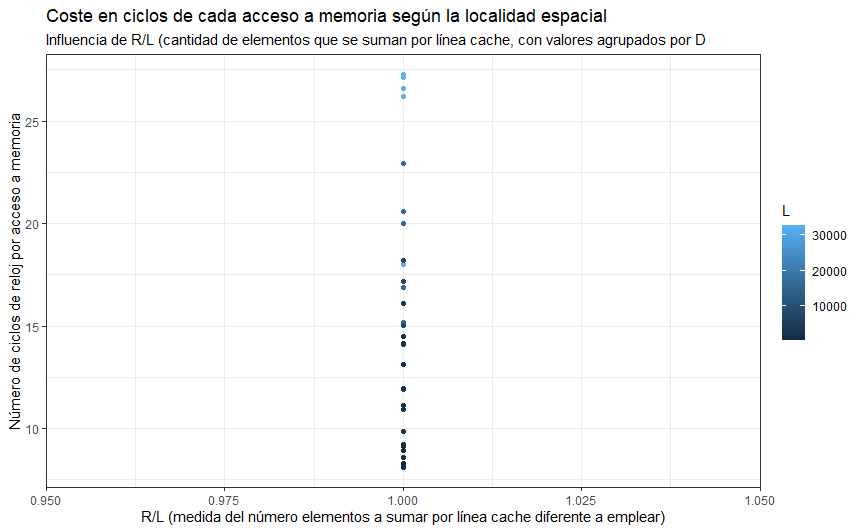 Coste en ciclos de cada acceso a memoria según la localidad espacial
Influencia de R/L (cantidad de elementos que se suman por línea cache, con valores agrupados por D
Número de ciclos de reloj por acceso a memoria
25
20
15
10
0.950
0.975
1.000
1.025
1.050
R/L (medida del número elementos a sumar por línea cache diferente a emplear)
L
30000
20000
10000